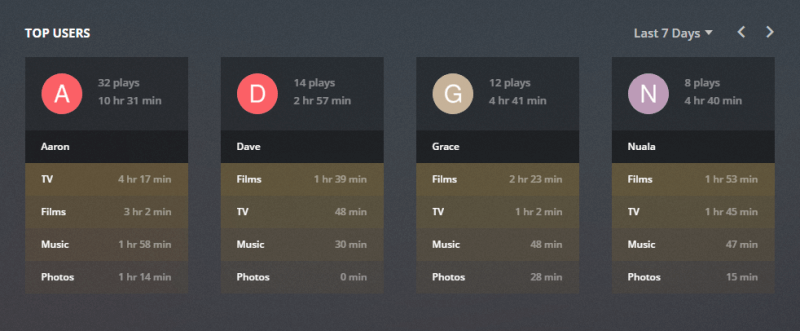 TOP USERS
Last 7 Days
A
32 plays
10 hr 31 min
Aaron
TV 4 hr 17 min
Films 3 hr 2 min
Music 1 hr 58 min
Photos 1 hr 14 min
D
14 plays
2 hr 57 min
Dave
Films 1 hr 39 min
TV 48 min
Music 30 min
Photos 0 min
G
12 plays
4 hr 41 min
Grace
Films 2 hr 23 min
TV 1 hr 2 min
Music 48 min
Photos 28 min
N
8 plays
4 hr 40 min
Nuala
Films 1 hr 53 min
TV 1 hr 45 min
Music 47 min
Photos 15 min